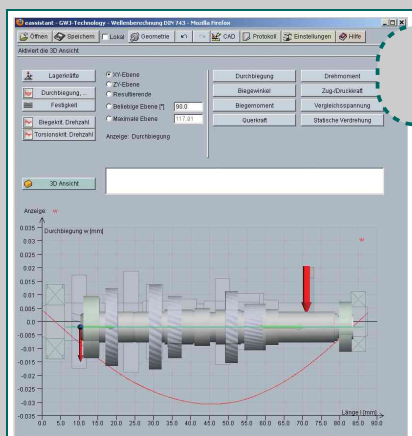 eassistant - GWJ-Technology - Wellenberechnung DIN 743 - Mozilla Firefox
Öffnen Speichern Lokal Geometrie CAD Protokoll Einstellungen Hilfe
Aktiviert die 3D Ansicht
Lagerkräfte
Durchbiegung, ...
Festigkeit
Biegekrit. Drehzahl
Torsionskrit. Drehzahl
XY-Ebene
ZY-Ebene
Resultierende
Beliebige Ebene [°] 90.0
Maximale Ebene 117.01
Anzeige: Durchbiegung
Durchbiegung Drehmoment
Biegewinkel Zug-/Druckkraft
Biegemoment Vergleichsspannung
Querkraft Statische Verdrehung
3D Ansicht
Anzeige: w
Durchbiegung w [mm]
w
0.035
0.03
0.025
0.02
0.015
0.01
0.005
0.0
-0.005
-0.01
-0.015
-0.02
-0.025
-0.03
-0.035
Länge l [mm]
0.0 5.0 10.0 15.0 20.0 25.0 30.0 35.0 40.0 45.0 50.0 55.0 60.0 65.0 70.0 75.0 80.0 85.0 90.0